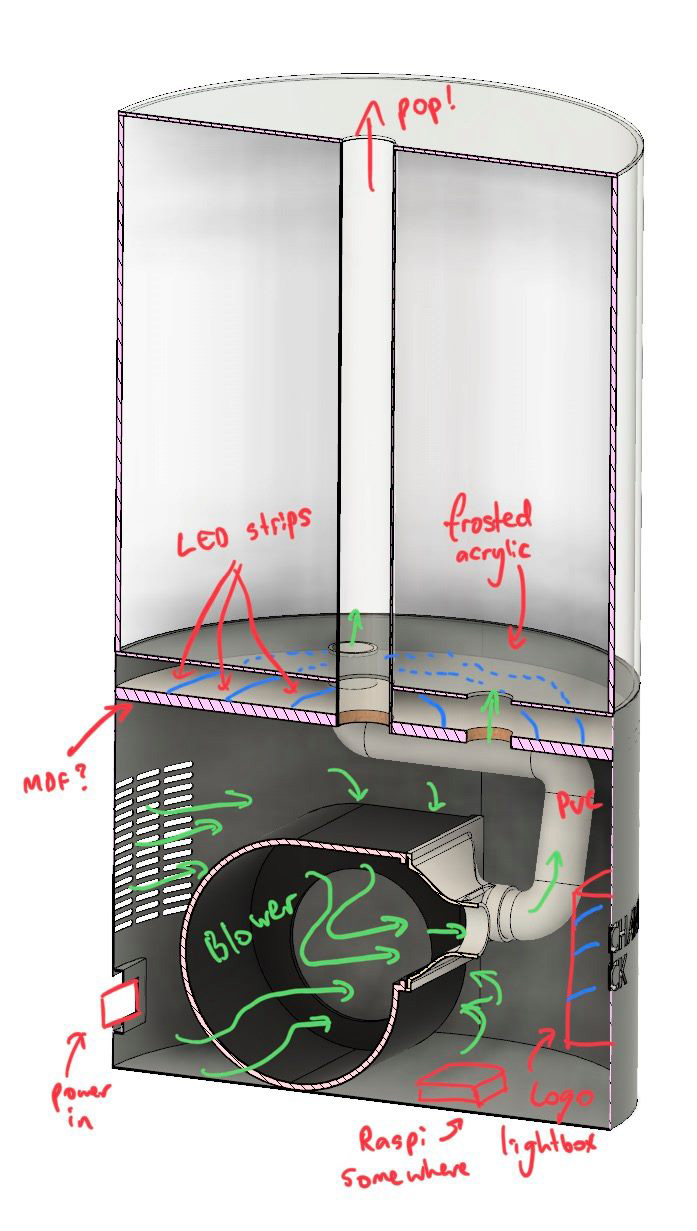 pop!
LED strips
frosted
acrylic
MDF?
PVC
Blower
power
in
Raspi
somewhere
Logo
lightbox